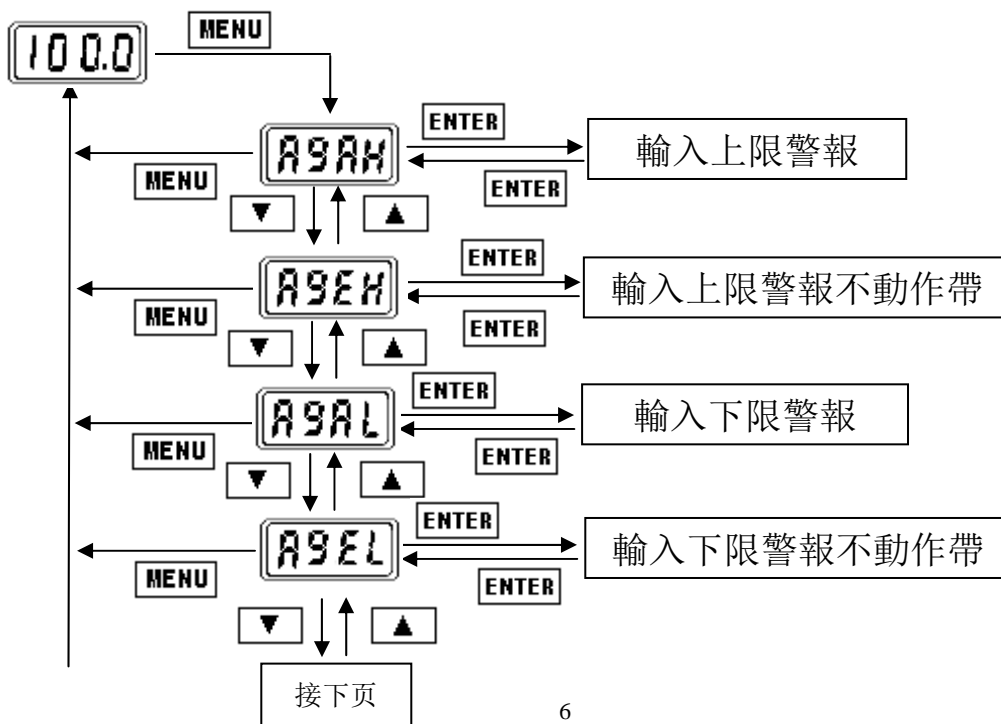 MENU
100.0
ENTER
A9AH
輸入上限警報
MENU
ENTER
▼ ▲
ENTER
A9EH
輸入上限警報不動作帶
MENU
ENTER
▼ ▲
ENTER
A9AL
輸入下限警報
MENU
ENTER
▼ ▲
ENTER
A9EL
輸入下限警報不動作帶
MENU
ENTER
▼ ▲
接下页
6